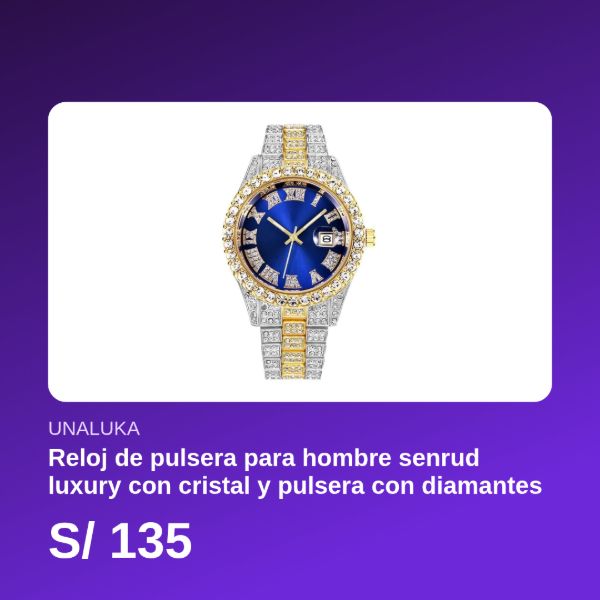 UNALUKA
Reloj de pulsera para hombre senrud
luxury con cristal y pulsera con diamantes
S/ 135